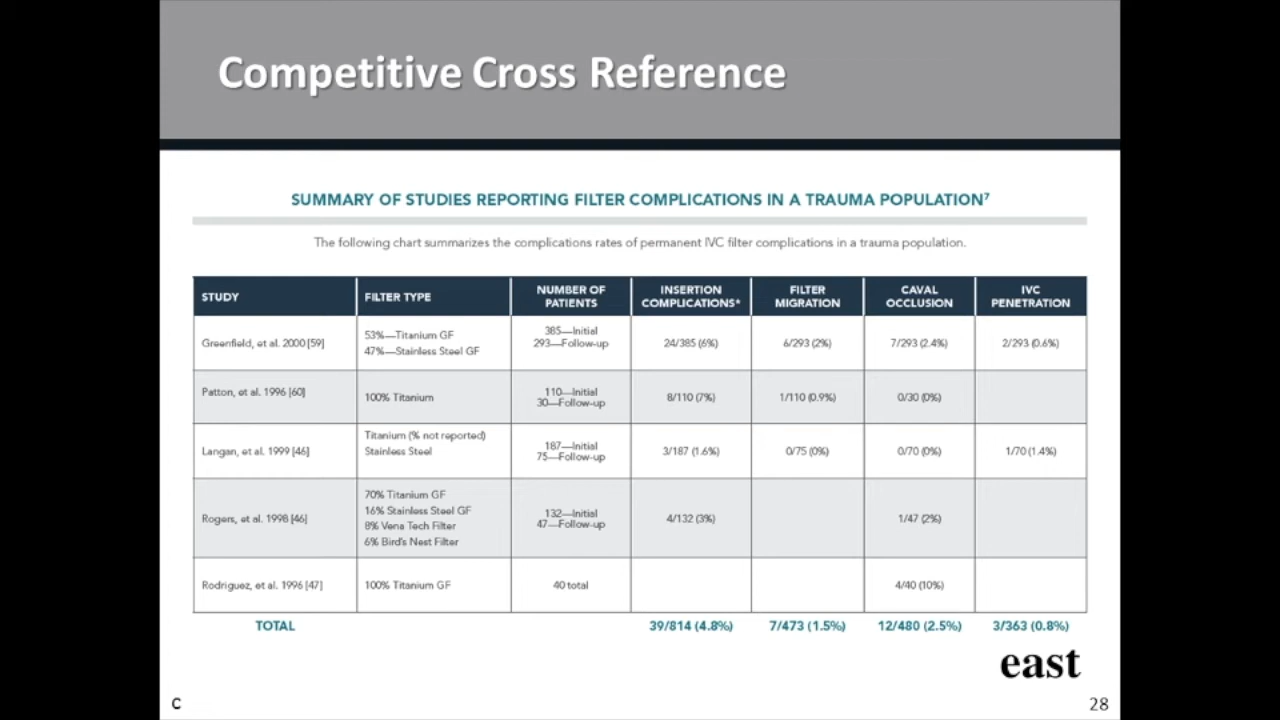 Competitive Cross Reference
SUMMARY OF STUDIES REPORTING FILTER COMPLICATIONS IN A TRAUMA POPULATION⁷
The following chart summarizes the complications rates of permanent IVC filter complications in a trauma population.
STUDY
FILTER TYPE
NUMBER OF
PATIENTS
INSERTION
COMPLICATIONS*
FILTER
MIGRATION
CAVAL
OCCLUSION
IVC
PENETRATION
Greenfield, et al. 2000 [59]
53%—Titanium GF
47%—Stainless Steel GF
385—Initial
293—Follow-up
24/385 (6%)
6/293 (2%)
7/293 (2.4%)
2/293 (0.6%)
Patton, et al. 1996 [60]
100% Titanium
110—Initial
30—Follow-up
8/110 (7%)
1/110 (0.9%)
0/30 (0%)
Langan, et al. 1999 [46]
Titanium (% not reported)
Stainless Steel
187—Initial
75—Follow-up
3/187 (1.6%)
0/75 (0%)
0/70 (0%)
1/70 (1.4%)
Rogers, et al. 1998 [46]
70% Titanium GF
16% Stainless Steel GF
8% Vena Tech Filter
6% Bird's Nest Filter
132—Initial
47—Follow-up
4/132 (3%)
1/47 (2%)
Rodriguez, et al. 1996 [47]
100% Titanium GF
40 total
4/40 (10%)
TOTAL
39/814 (4.8%)
7/473 (1.5%)
12/480 (2.5%)
3/363 (0.8%)
east
C
28